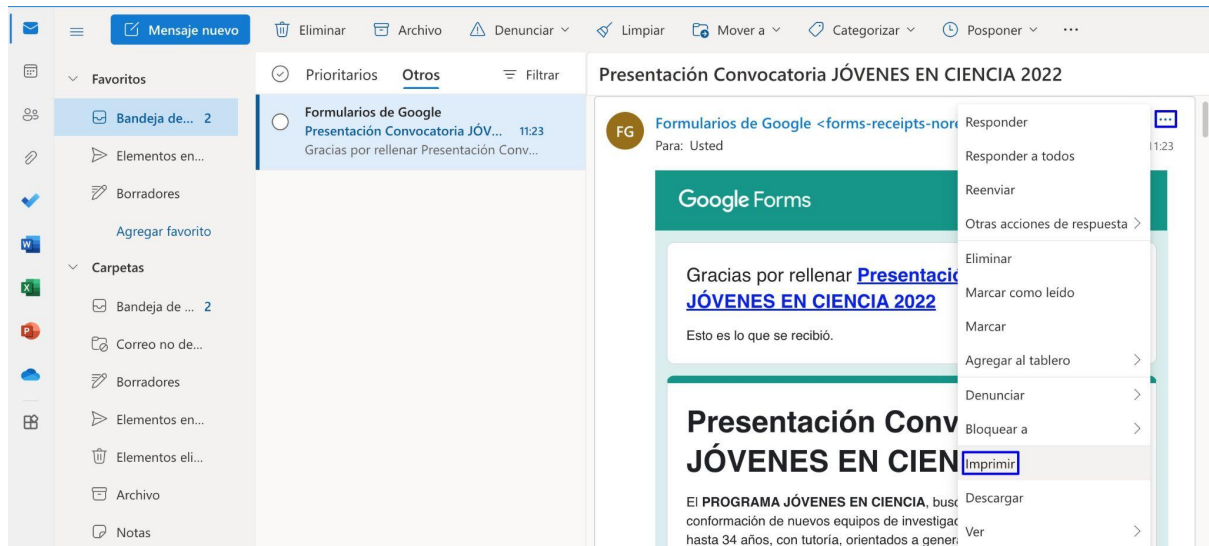 Mensaje nuevo
Eliminar
Archivo
Denunciar
Limpiar
Mover a
Categorizar
Posponer
Favoritos
Bandeja de... 2
Elementos en...
Borradores
Agregar favorito
Carpetas
Bandeja de ... 2
Correo no de...
Borradores
Elementos en...
Elementos eli...
Archivo
Notas
Prioritarios
Otros
Filtrar
Formularios de Google
Presentación Convocatoria JÓV... 11:23
Gracias por rellenar Presentación Conv...
Presentación Convocatoria JÓVENES EN CIENCIA 2022
FG
Formularios de Google <forms-receipts-nore
Para: Usted
11:23
Google Forms
Gracias por rellenar Presentació
JÓVENES EN CIENCIA 2022
Esto es lo que se recibió.
Presentación Conv
JÓVENES EN CIEN
El PROGRAMA JÓVENES EN CIENCIA, busc
conformación de nuevos equipos de investigac
hasta 34 años, con tutoría, orientados a genera
Responder
Responder a todos
Reenviar
Otras acciones de respuesta
Eliminar
Marcar como leído
Marcar
Agregar al tablero
Denunciar
Bloquear a
Imprimir
Descargar
Ver